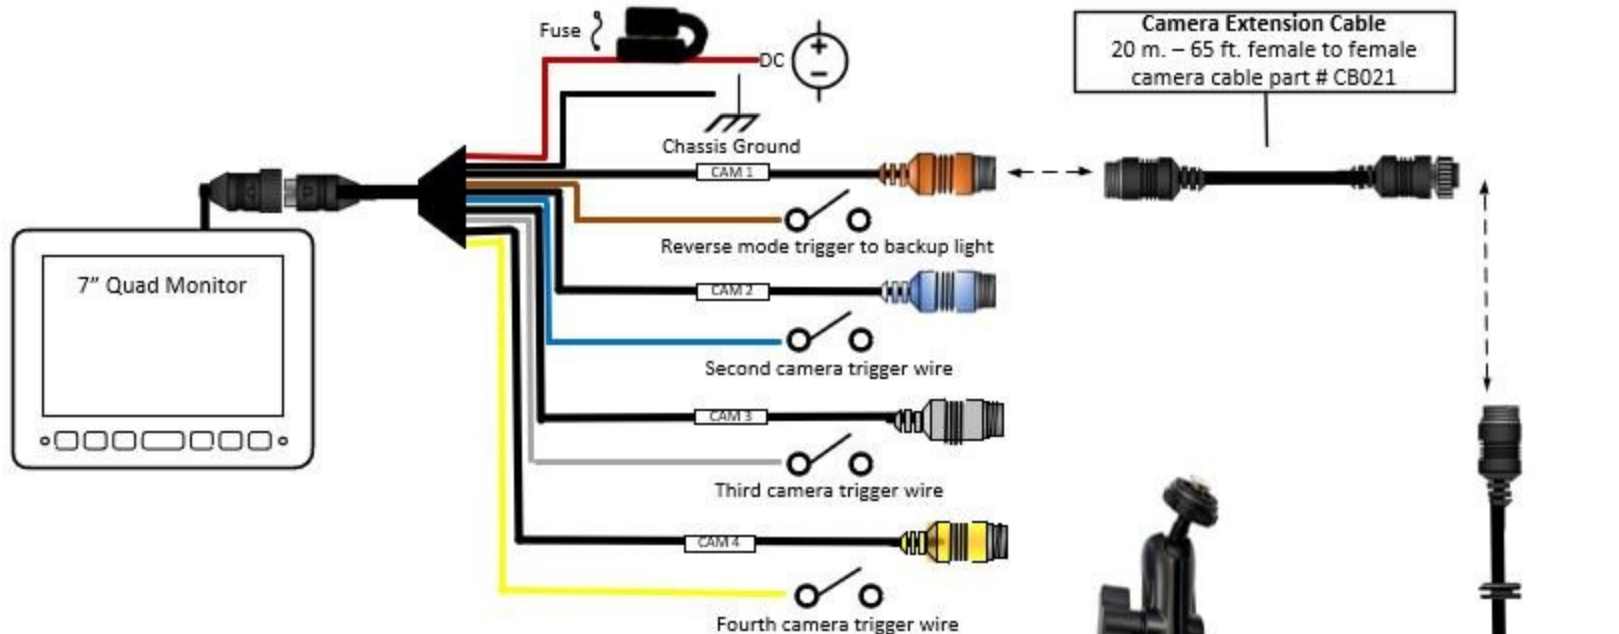 Fuse
DC
Camera Extension Cable
20 m. – 65 ft. female to female
camera cable part # CB021
Chassis Ground
CAM 1
Reverse mode trigger to backup light
7” Quad Monitor
CAM 2
Second camera trigger wire
CAM 3
Third camera trigger wire
CAM 4
Fourth camera trigger wire